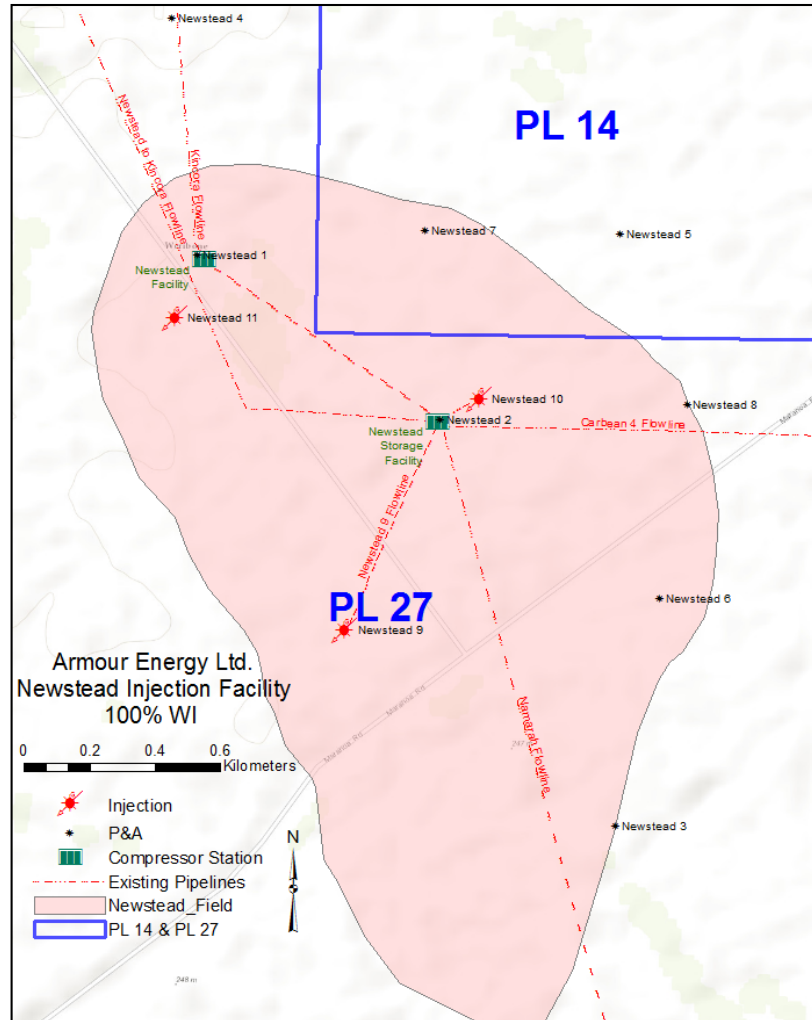 Newstead 4
PL 14
Newstead to Kincora Flowline
Kincora Flowline
Newstead 7
Newstead 5
Newstead 1
Newstead
Facility
Newstead 11
Newstead 10
Newstead 8
Newstead 2
Carbean 4 Flowline
Newstead
Storage
Facility
Newstead 9 Flowline
PL 27
Newstead 6
Newstead 9
Namarah Flowline
247 m
Newstead 3
Armour Energy Ltd.
Newstead Injection Facility
100% WI
0 0.2 0.4 0.6
Kilometers
Injection
P&A
Compressor Station
Existing Pipelines
Newstead_Field
PL 14 & PL 27
N
248 m